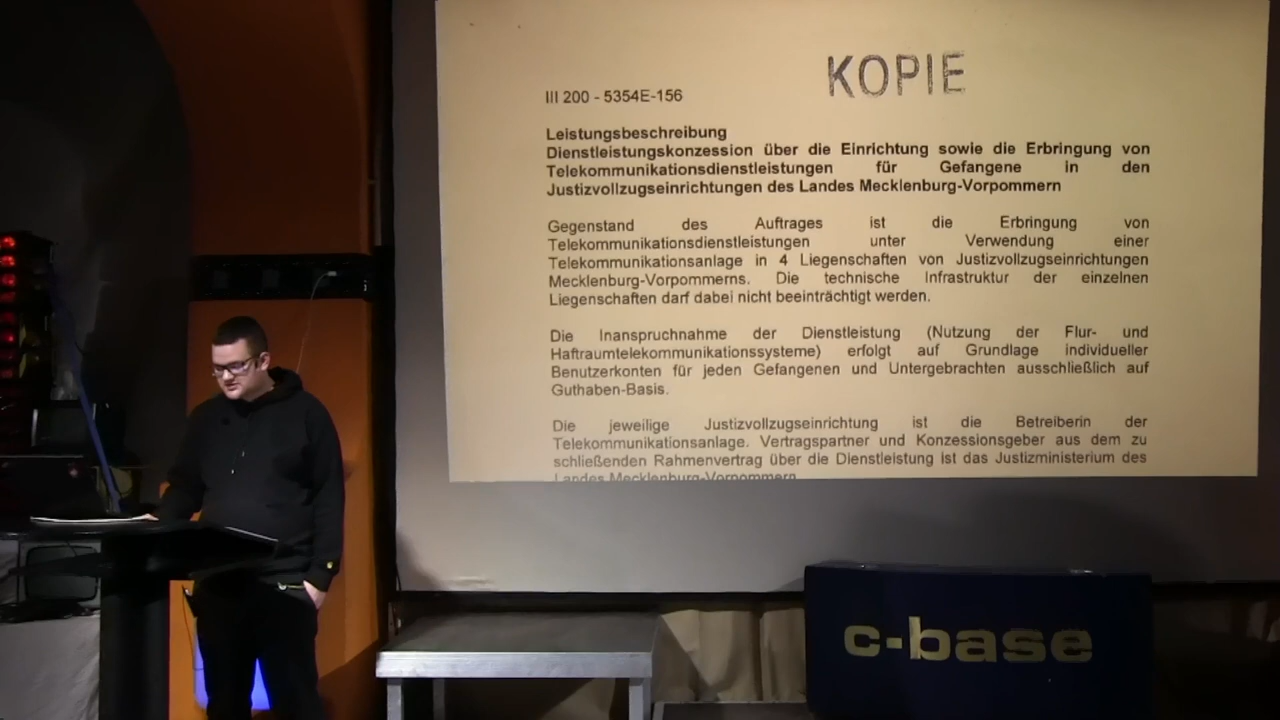 KOPIE
III 200 - 5354E-156
Leistungsbeschreibung
Dienstleistungskonzession über die Einrichtung sowie die Erbringung von
Telekommunikationsdienstleistungen für Gefangene in den
Justizvollzugseinrichtungen des Landes Mecklenburg-Vorpommern
Gegenstand des Auftrages ist die Erbringung von
Telekommunikationsdienstleistungen unter Verwendung einer
Telekommunikationsanlage in 4 Liegenschaften von Justizvollzugseinrichtungen
Mecklenburg-Vorpommerns. Die technische Infrastruktur der einzelnen
Liegenschaften darf dabei nicht beeinträchtigt werden.
Die Inanspruchnahme der Dienstleistung (Nutzung der Flur- und
Haftraumtelekommunikationssysteme) erfolgt auf Grundlage individueller
Benutzerkonten für jeden Gefangenen und Untergebrachten ausschließlich auf
Guthaben-Basis.
Die jeweilige Justizvollzugseinrichtung ist die Betreiberin der
Telekommunikationsanlage. Vertragspartner und Konzessionsgeber aus dem zu
schließenden Rahmenvertrag über die Dienstleistung ist das Justizministerium des
Landes Mecklenburg-Vorpommern
c-base